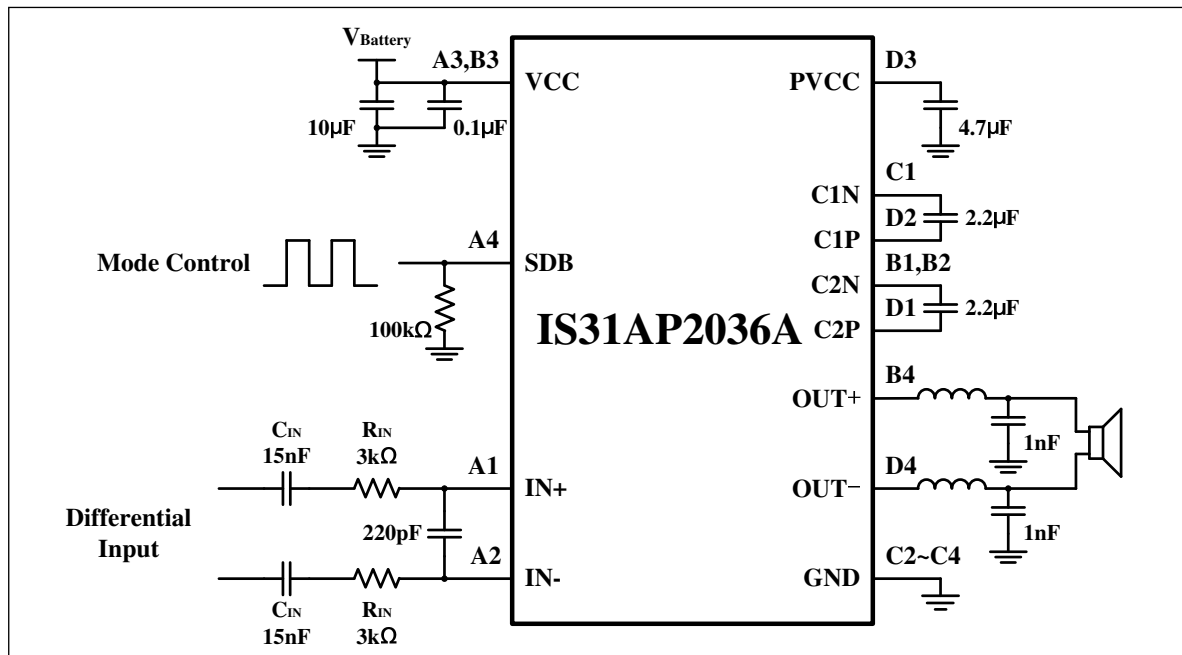 VBattery
A3,B3
VCC
10μF
0.1μF
Mode Control
A4
SDB
100kΩ
CIN
15nF
RIN
3kΩ
A1
IN+
Differential
Input
220pF
A2
IN-
CIN
15nF
RIN
3kΩ
IS31AP2036A
D3
PVCC
4.7μF
C1
C1N
D2
2.2μF
C1P
B1,B2
C2N
D1
2.2μF
C2P
B4
OUT+
1nF
D4
OUT−
1nF
C2~C4
GND